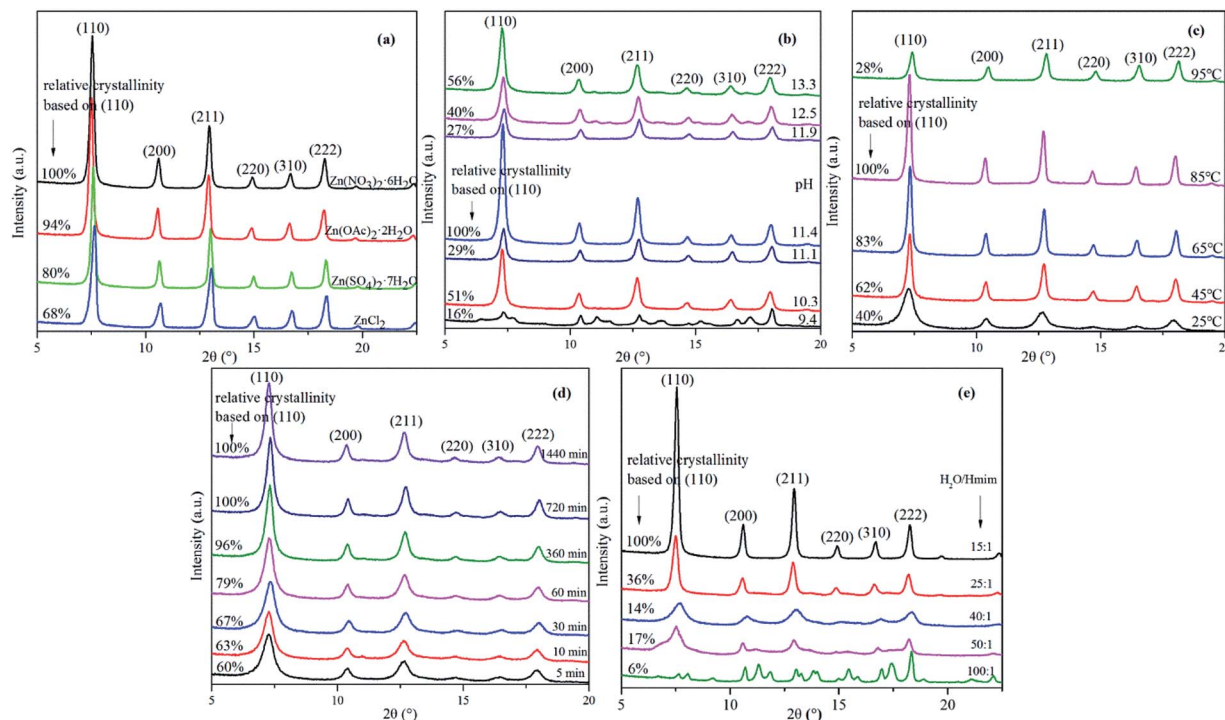 (a)
(110)
relative crystallinity
based on (110)
(200)
(211)
(220)
(310)
(222)
100%
Zn(NO3)2·6H2O
94%
Zn(OAc)2·2H2O
80%
Zn(SO4)2·7H2O
68%
ZnCl2
Intensity (a.u.)
5
10
15
20
2θ (°)
(b)
(110)
(200)
(211)
(220)
(310)
(222)
56%
13.3
40%
12.5
27%
11.9
relative crystallinity
based on (110)
pH
100%
11.4
29%
11.1
51%
10.3
16%
9.4
Intensity (a.u.)
5
10
15
20
2θ (°)
(c)
(110)
(200)
(211)
(220)
(310)
(222)
28%
95°C
relative crystallinity
based on (110)
100%
85°C
83%
65°C
62%
45°C
40%
25°C
Intensity (a.u.)
5
10
15
20
2θ (°)
(d)
(110)
relative crystallinity
based on (110)
(200)
(211)
(220)
(310)
(222)
100%
1440 min
100%
720 min
96%
360 min
79%
60 min
67%
30 min
63%
10 min
60%
5 min
Intensity (a.u.)
5
10
15
20
2θ (°)
(e)
(110)
relative crystallinity
based on (110)
(200)
(211)
(220)
(310)
(222)
H2O/Hmim
100%
15:1
36%
25:1
14%
40:1
17%
50:1
6%
100:1
Intensity (a.u.)
5
10
15
20
2θ (°)